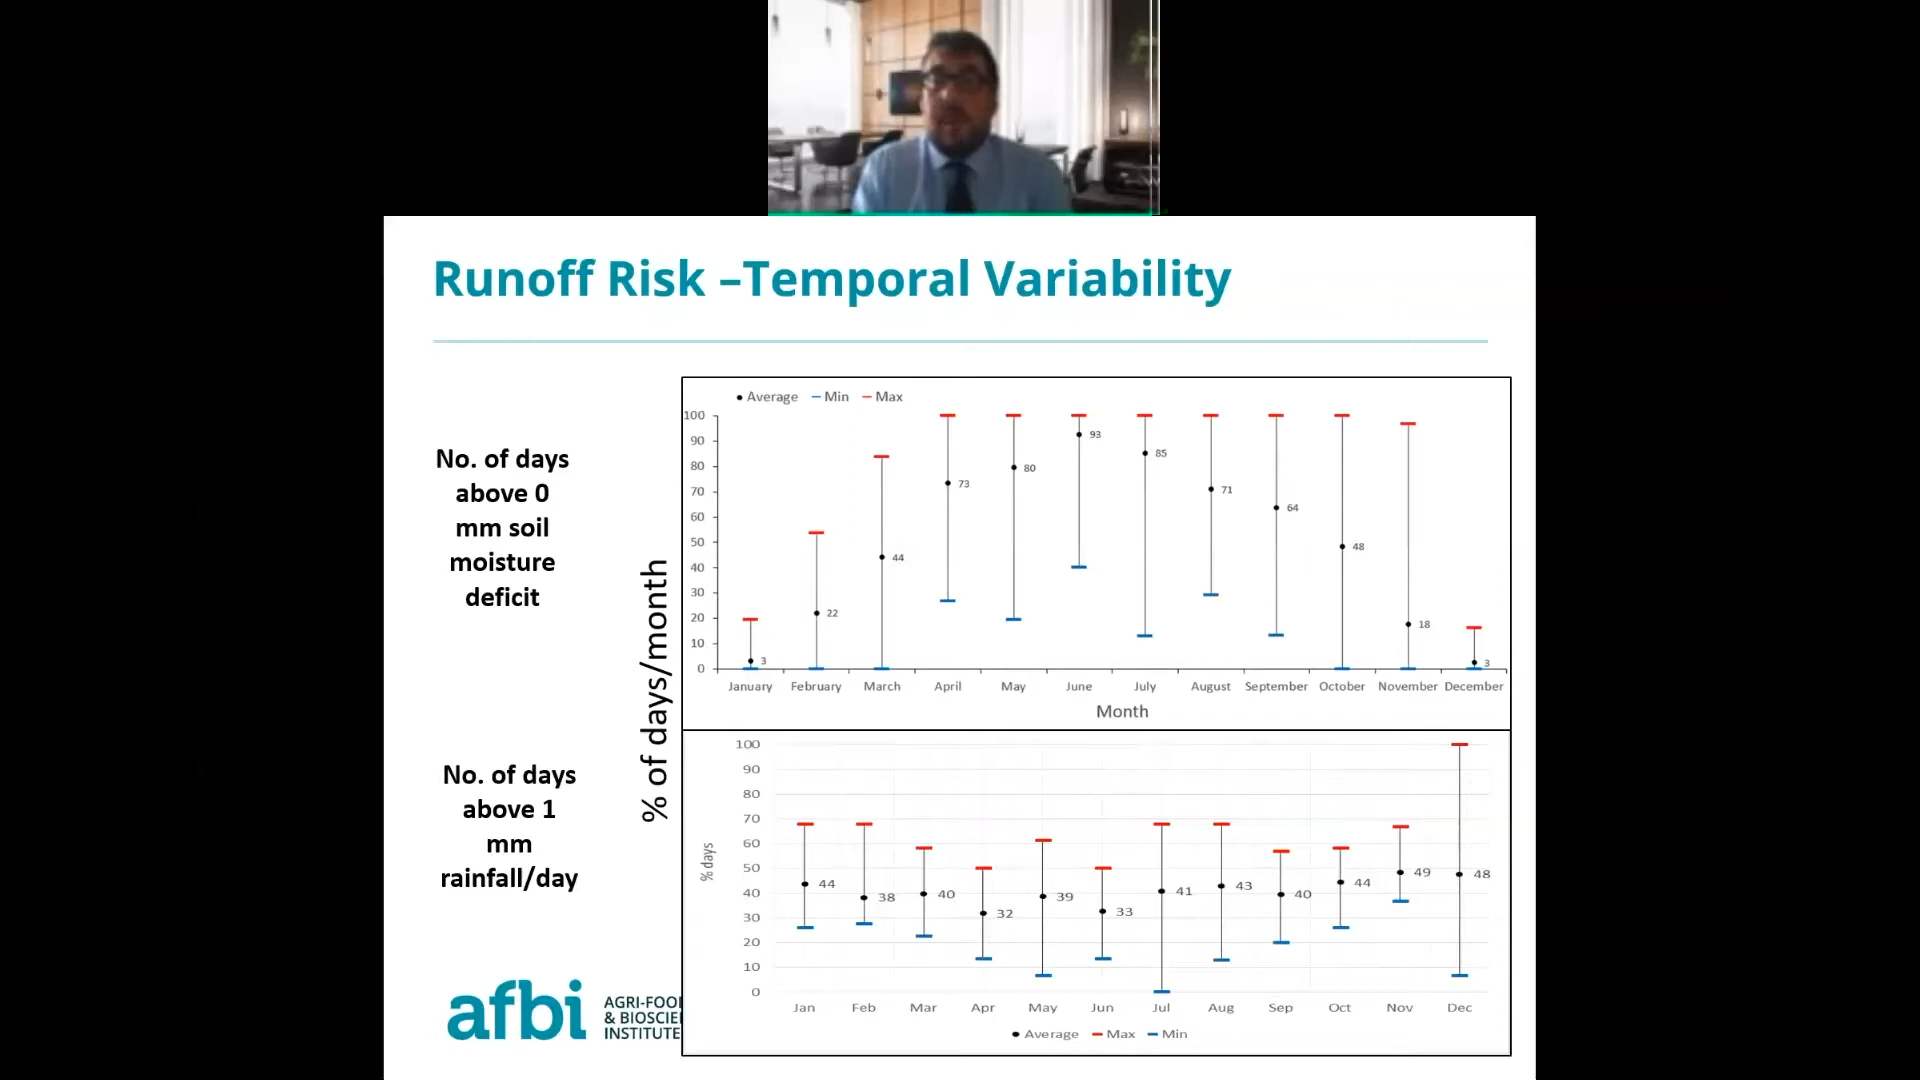 Runoff Risk –Temporal Variability
No. of days
above 0
mm soil
moisture
deficit
No. of days
above 1
mm
rainfall/day
% of days/month
Average Min Max
100
90
80
70
60
50
40
30
20
10
0
3
22
44
73
80
93
85
71
64
48
18
3
January February March April May June July August September October November December
Month
% days
100
90
80
70
60
50
40
30
20
10
0
44
38
40
32
39
33
41
43
40
44
49
48
Jan Feb Mar Apr May Jun Jul Aug Sep Oct Nov Dec
Average Max Min
afbi
AGRI-FOO
& BIOSCIE
INSTITUTE